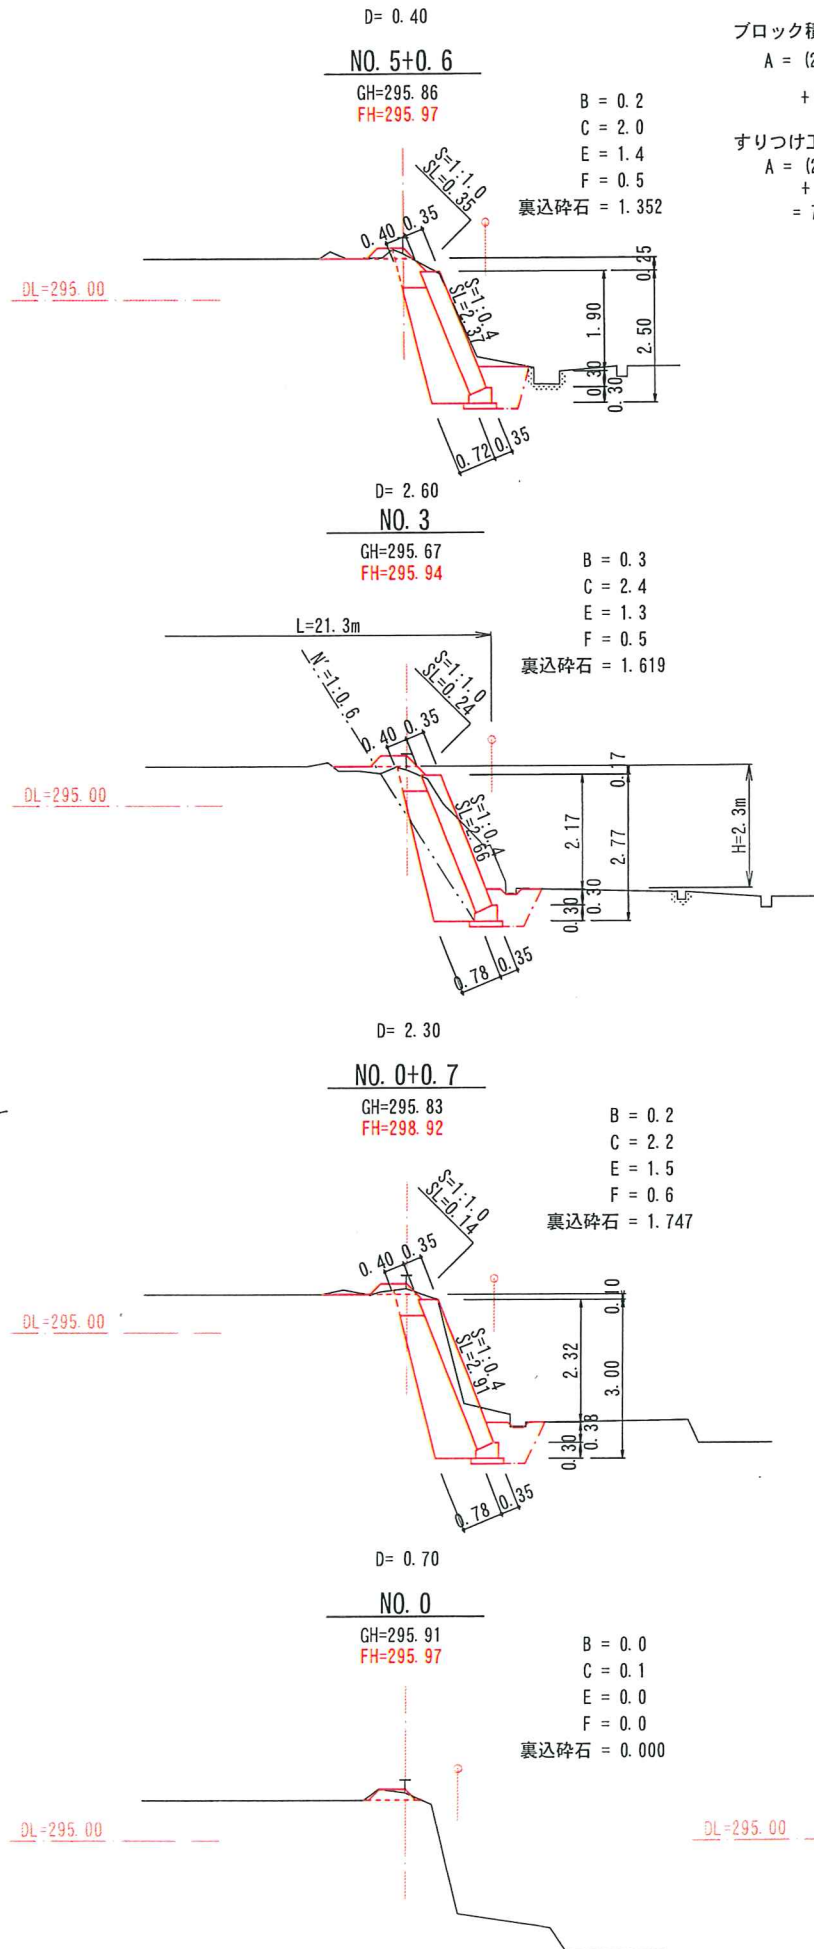 D= 0.40
NO. 5+0.6
GH=295.86
FH=295.97
B = 0.2
C = 2.0
E = 1.4
F = 0.5
裏込砕石 = 1.352
ブロック積
A = (2
+
すりつけ工
A = (2
+
S=1:1.0
SL=0.35
0.40
0.35
DL=295.00
S=1:0.4
SL=2.37
0.25
1.90
2.50
0.30
0.30
0.72
0.35
D= 2.60
NO. 3
GH=295.67
FH=295.94
B = 0.3
C = 2.4
E = 1.3
F = 0.5
裏込砕石 = 1.619
L=21.3m
N'=1:0.6
S=1:1.0
SL=0.24
0.40
0.35
DL=295.00
S=1:0.4
SL=2.66
0.17
2.17
2.77
H=2.3m
0.30
0.30
0.78
0.35
D= 2.30
NO. 0+0.7
GH=295.83
FH=298.92
B = 0.2
C = 2.2
E = 1.5
F = 0.6
裏込砕石 = 1.747
S=1:1.0
SL=0.14
0.40
0.35
DL=295.00
S=1:0.4
SL=2.91
0.10
2.32
3.00
0.38
0.30
0.78
0.35
D= 0.70
NO. 0
GH=295.91
FH=295.97
B = 0.0
C = 0.1
E = 0.0
F = 0.0
裏込砕石 = 0.000
DL=295.00
DL=295.00